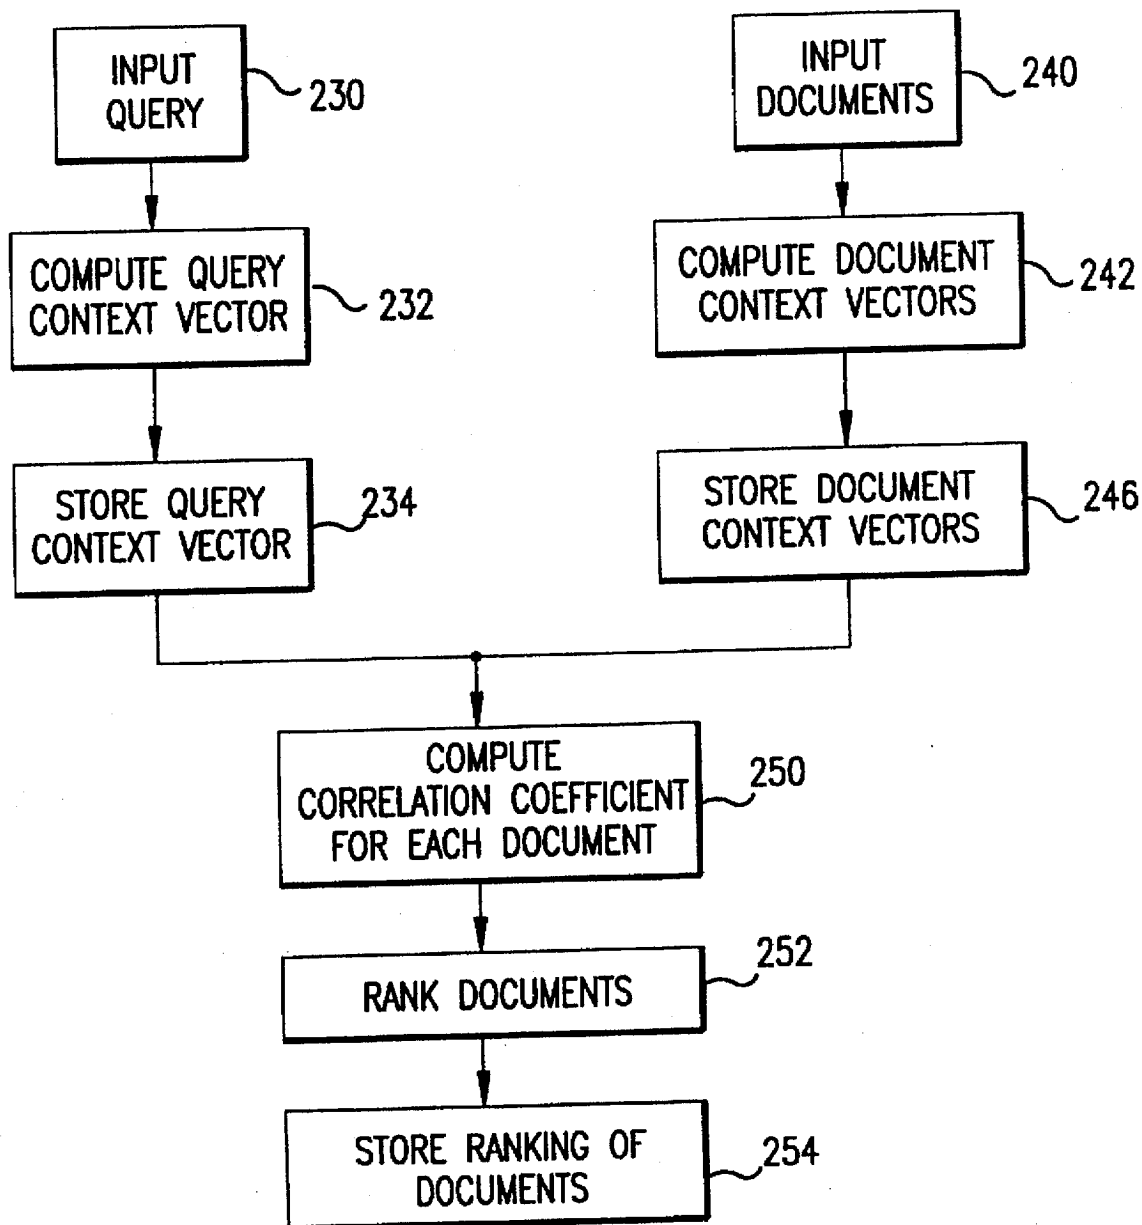 INPUT
QUERY
230
INPUT
DOCUMENTS
240
COMPUTE QUERY
CONTEXT VECTOR
232
COMPUTE DOCUMENT
CONTEXT VECTORS
242
STORE QUERY
CONTEXT VECTOR
234
STORE DOCUMENT
CONTEXT VECTORS
246
COMPUTE
CORRELATION COEFFICIENT
FOR EACH DOCUMENT
250
RANK DOCUMENTS
252
STORE RANKING OF
DOCUMENTS
254